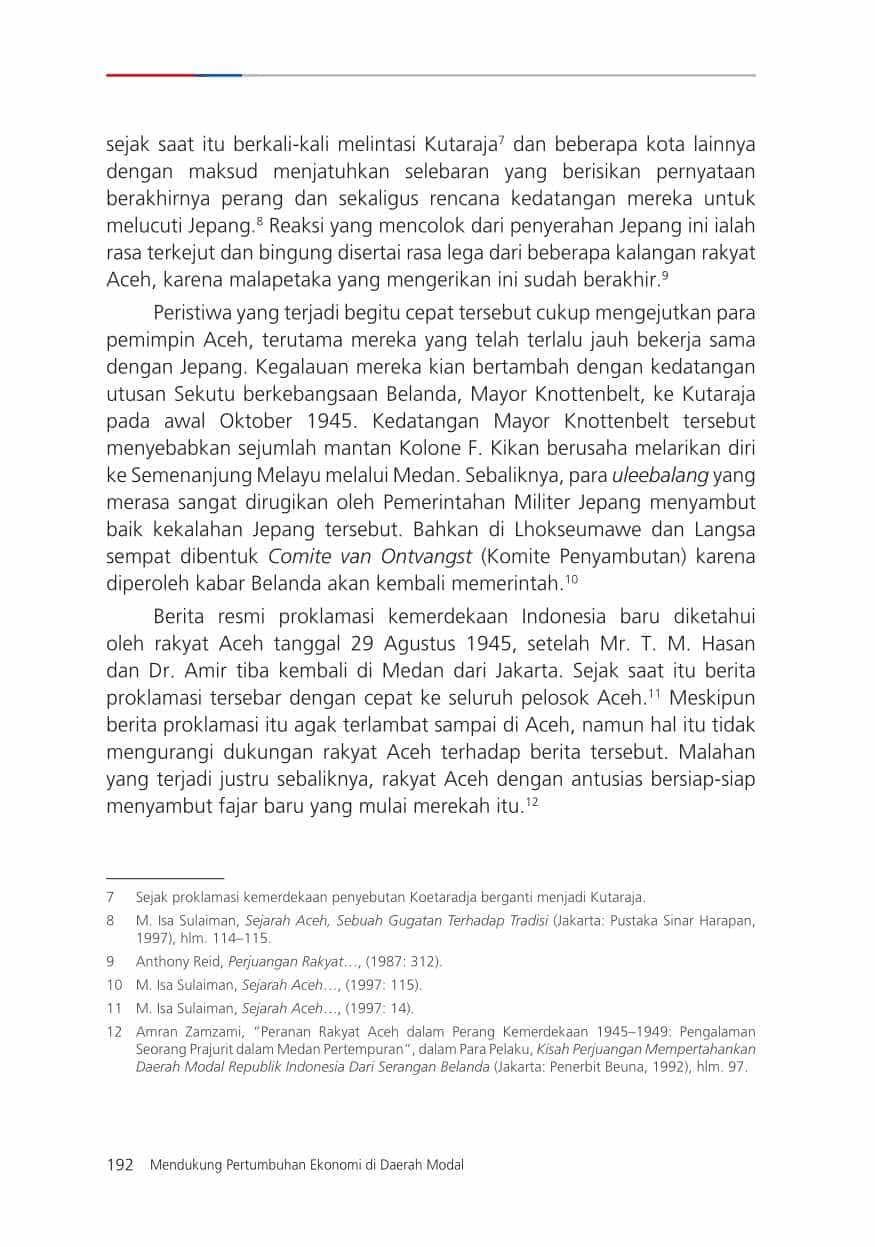 sejak saat itu berkali-kali melintasi Kutaraja⁷ dan beberapa kota lainnya
dengan maksud menjatuhkan selebaran yang berisikan pernyataan
berakhirnya perang dan sekaligus rencana kedatangan mereka untuk
melucuti Jepang.⁸ Reaksi yang mencolok dari penyerahan Jepang ini ialah
rasa terkejut dan bingung disertai rasa lega dari beberapa kalangan rakyat
Aceh, karena malapetaka yang mengerikan ini sudah berakhir.⁹
Peristiwa yang terjadi begitu cepat tersebut cukup mengejutkan para
pemimpin Aceh, terutama mereka yang telah terlalu jauh bekerja sama
dengan Jepang. Kegalauan mereka kian bertambah dengan kedatangan
utusan Sekutu berkebangsaan Belanda, Mayor Knottenbelt, ke Kutaraja
pada awal Oktober 1945. Kedatangan Mayor Knottenbelt tersebut
menyebabkan sejumlah mantan Kolone F. Kikan berusaha melarikan diri
ke Semenanjung Melayu melalui Medan. Sebaliknya, para uleebalang yang
merasa sangat dirugikan oleh Pemerintahan Militer Jepang menyambut
baik kekalahan Jepang tersebut. Bahkan di Lhokseumawe dan Langsa
sempat dibentuk Comite van Ontvangst (Komite Penyambutan) karena
diperoleh kabar Belanda akan kembali memerintah.¹⁰
Berita resmi proklamasi kemerdekaan Indonesia baru diketahui
oleh rakyat Aceh tanggal 29 Agustus 1945, setelah Mr. T. M. Hasan
dan Dr. Amir tiba kembali di Medan dari Jakarta. Sejak saat itu berita
proklamasi tersebar dengan cepat ke seluruh pelosok Aceh.¹¹ Meskipun
berita proklamasi itu agak terlambat sampai di Aceh, namun hal itu tidak
mengurangi dukungan rakyat Aceh terhadap berita tersebut. Malahan
yang terjadi justru sebaliknya, rakyat Aceh dengan antusias bersiap-siap
menyambut fajar baru yang mulai merekah itu.¹²
7 Sejak proklamasi kemerdekaan penyebutan Koetaradja berganti menjadi Kutaraja.
8 M. Isa Sulaiman, Sejarah Aceh, Sebuah Gugatan Terhadap Tradisi (Jakarta: Pustaka Sinar Harapan,
1997), hlm. 114–115.
9 Anthony Reid, Perjuangan Rakyat…, (1987: 312).
10 M. Isa Sulaiman, Sejarah Aceh…, (1997: 115).
11 M. Isa Sulaiman, Sejarah Aceh…, (1997: 14).
12 Amran Zamzami, “Peranan Rakyat Aceh dalam Perang Kemerdekaan 1945–1949: Pengalaman
Seorang Prajurit dalam Medan Pertempuran”, dalam Para Pelaku, Kisah Perjuangan Mempertahankan
Daerah Modal Republik Indonesia Dari Serangan Belanda (Jakarta: Penerbit Beuna, 1992), hlm. 97.
192 Mendukung Pertumbuhan Ekonomi di Daerah Modal